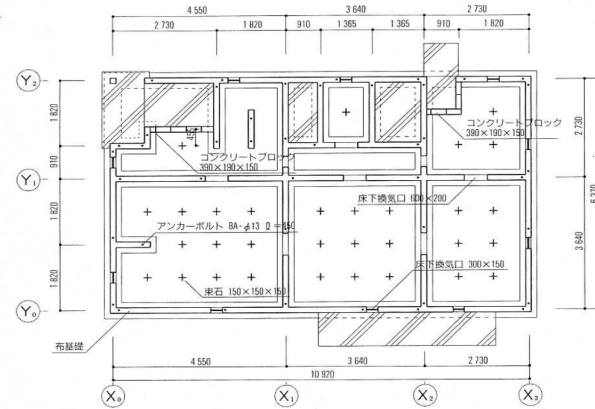 4 550
3 640
2 730
2 730
1 820
910
1 365
1 365
910
1 820
Y₂
1 820
910
1 820
1 820
Y₁
Y₀
2 730
3 640
6 370
455
コンクリートブロック
390×190×150
コンクリートブロック
390×190×150
床下換気口 600×200
アンカーボルト BA-φ13 ℓ=450
床下換気口 300×150
束石 150×150×150
布基礎
4 550
3 640
2 730
10 920
X₀
X₁
X₂
X₃